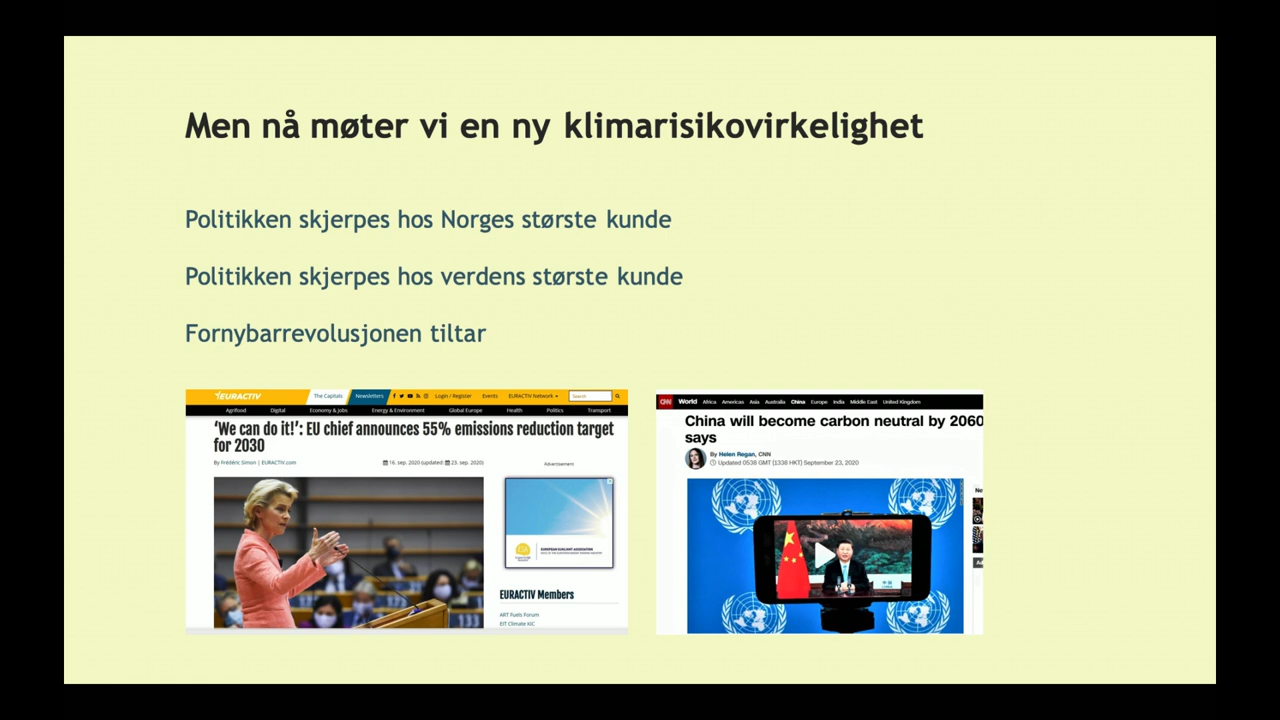 Men nå møter vi en ny klimarisikovirkelighet
Politikken skjerpes hos Norges største kunde
Politikken skjerpes hos verdens største kunde
Fornybarrevolusjonen tiltar
EURACTIV
The Capitals
Newsletters
Login / Register
Events
EURACTIV Network
Search
Agrifood Digital Economy & Jobs Energy & Environment Global Europe Health Politics Transport
‘We can do it!’: EU chief announces 55% emissions reduction target
for 2030
By Frédéric Simon | EURACTIV.com
16. sep. 2020 (updated: 23. sep. 2020)
Advertisement
EURACTIV Members
ART Fuels Forum
EIT Climate KIC
CNN World Africa Americas Asia Australia China Europe India Middle East United Kingdom
China will become carbon neutral by 2060
says
By Helen Regan, CNN
Updated 0538 GMT (1338 HKT) September 23, 2020
Ne